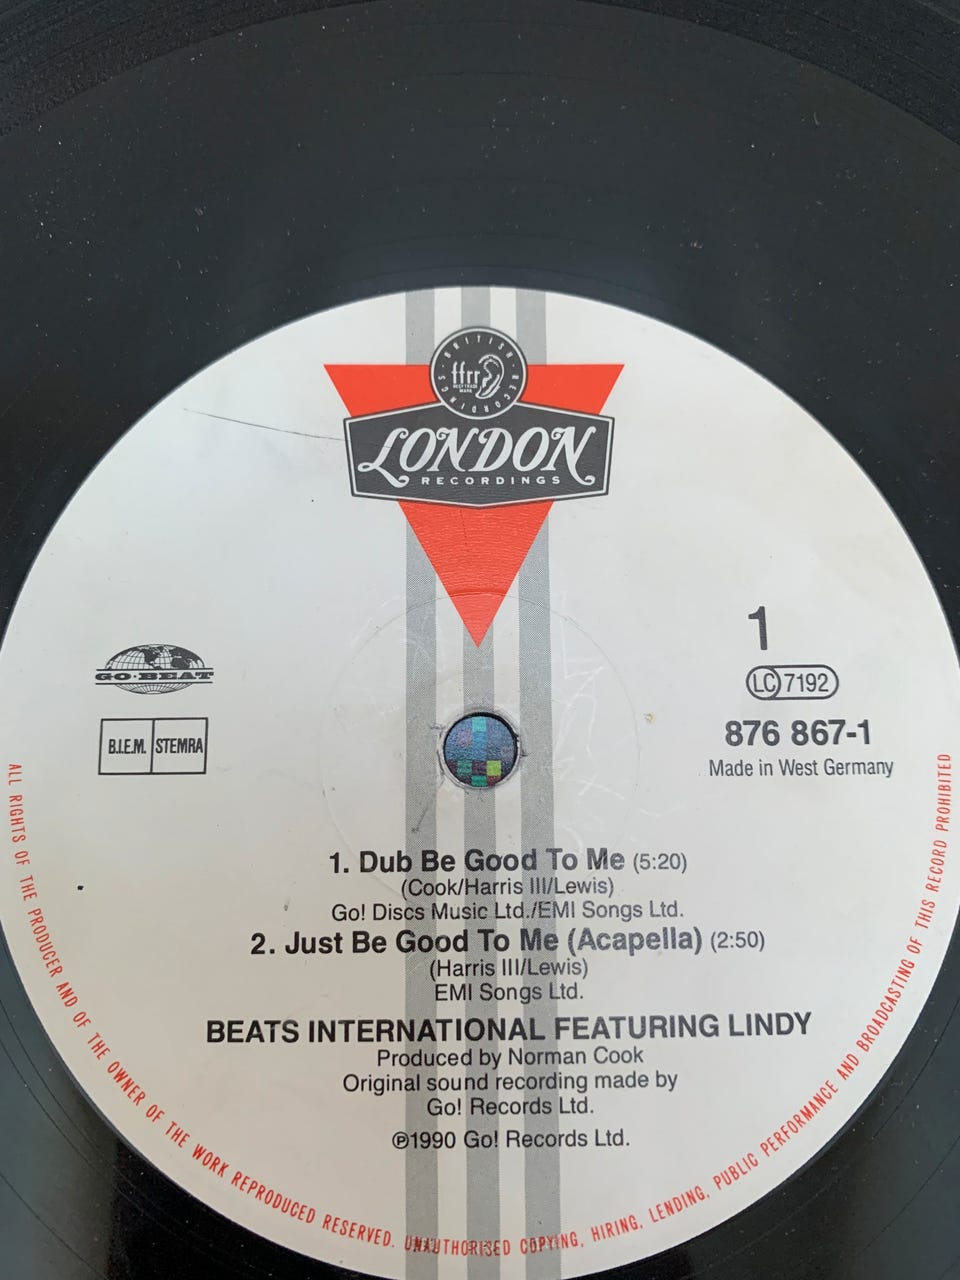 BRITISH RECORDINGS
ffrr
LONDON
RECORDINGS
1
LC 7192
GO·BEAT
876 867-1
B.I.E.M. STEMRA
Made in West Germany
1. Dub Be Good To Me (5:20)
(Cook/Harris III/Lewis)
Go! Discs Music Ltd./EMI Songs Ltd.
2. Just Be Good To Me (Acapella) (2:50)
(Harris III/Lewis)
EMI Songs Ltd.
BEATS INTERNATIONAL FEATURING LINDY
Produced by Norman Cook
Original sound recording made by
Go! Records Ltd.
℗1990 Go! Records Ltd.
ALL RIGHTS OF THE PRODUCER AND OF THE OWNER OF THE WORK REPRODUCED RESERVED. UNAUTHORISED COPYING, HIRING, LENDING, PUBLIC PERFORMANCE AND BROADCASTING OF THIS RECORD PROHIBITED